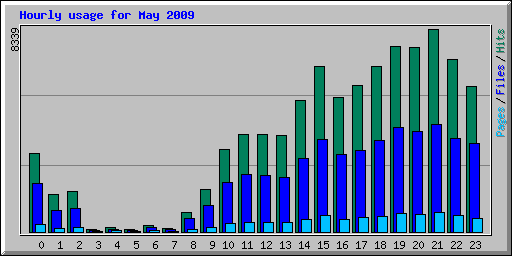 Hourly usage for May 2009
8339
Pages / Files / Hits
0 1 2 3 4 5 6 7 8 9 10 11 12 13 14 15 16 17 18 19 20 21 22 23